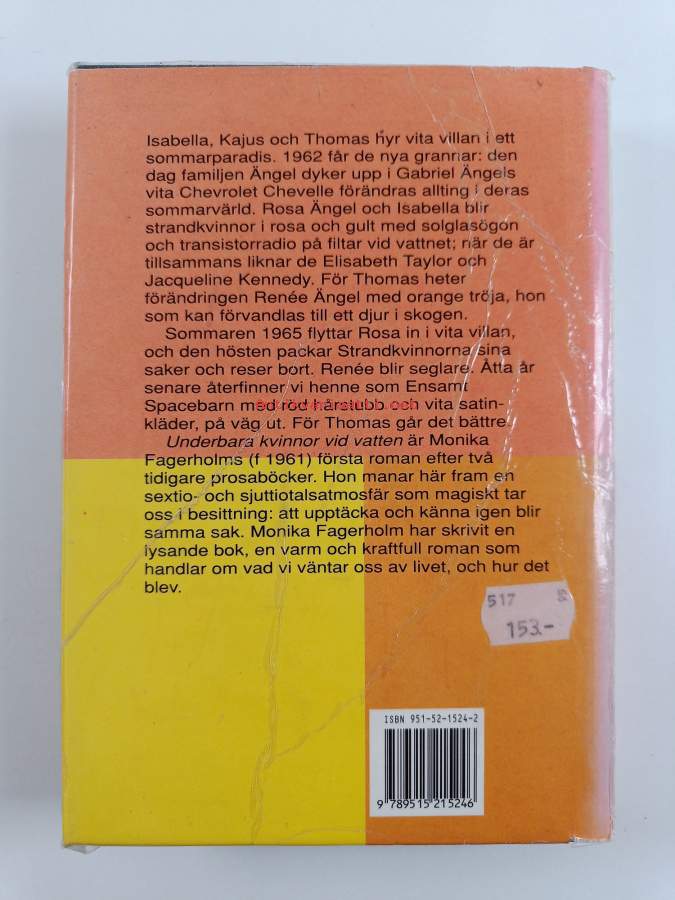 Isabella, Kajus och Thomas hyr vita villan i ett
sommarparadis. 1962 får de nya grannar: den
dag familjen Ängel dyker upp i Gabriel Ängels
vita Chevrolet Chevelle förändras allting i deras
sommarvärld. Rosa Ängel och Isabella blir
strandkvinnor i rosa och gult med solglasögon
och transistorradio på filtar vid vattnet; när de är
tillsammans liknar de Elisabeth Taylor och
Jacqueline Kennedy. För Thomas heter
förändringen Renée Ängel med orange tröja, hon
som kan förvandlas till ett djur i skogen.
Sommaren 1965 flyttar Rosa in i vita villan,
och den hösten packar Strandkvinnorna sina
saker och reser bort. Renée blir seglare. Åtta år
senare återfinner vi henne som Ensamt
Spacebarn med röd hårstubb och vita satin-
kläder, på väg ut. För Thomas går det bättre.
Underbara kvinnor vid vatten är Monika
Fagerholms (f 1961) första roman efter två
tidigare prosaböcker. Hon manar här fram en
sextio- och sjuttiotalsatmosfär som magiskt tar
oss i besittning: att upptäcka och känna igen blir
samma sak. Monika Fagerholm har skrivit en
lysande bok, en varm och kraftfull roman som
handlar om vad vi väntar oss av livet, och hur det
blev.
517
153.-
ISBN 951-52-1524-2
9 789515 215246